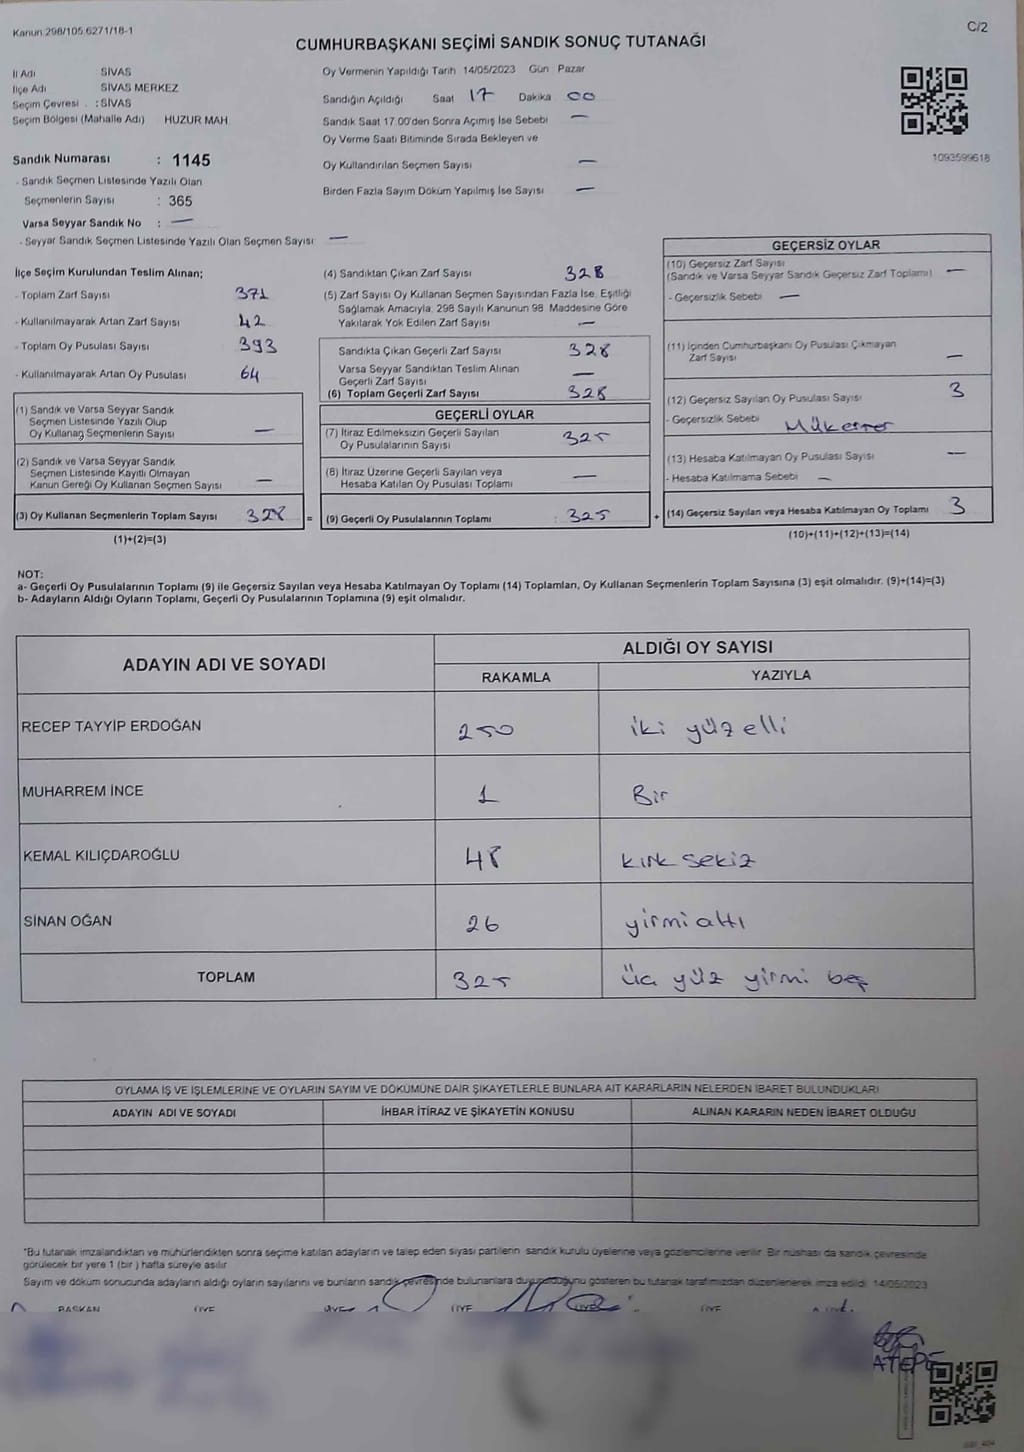 Kanun:298/105,6271/18-1
C/2
CUMHURBAŞKANI SEÇİMİ SANDIK SONUÇ TUTANAĞI
İl Adı SİVAS
İlçe Adı SİVAS MERKEZ
Seçim Çevresi : SİVAS
Seçim Bölgesi (Mahalle Adı) HUZUR MAH
Sandık Numarası : 1145
- Sandık Seçmen Listesinde Yazılı Olan
Seçmenlerin Sayısı : 365
Varsa Seyyar Sandık No : —
- Seyyar Sandık Seçmen Listesinde Yazılı Olan Seçmen Sayısı —
Oy Vermenin Yapıldığı Tarih 14/05/2023 Gün Pazar
Sandığın Açıldığı Saat 17 Dakika 00
Sandık Saat 17.00'den Sonra Açımış İse Sebebi —
Oy Verme Saati Bitiminde Sırada Bekleyen ve
Oy Kullandırılan Seçmen Sayısı —
Birden Fazla Sayım Döküm Yapılmış İse Sayısı —
1093599618
İlçe Seçim Kurulundan Teslim Alınan;
- Toplam Zarf Sayısı 371
- Kullanılmayarak Artan Zarf Sayısı 42
- Toplam Oy Pusulası Sayısı 393
- Kullanılmayarak Artan Oy Pusulası 64
(1) Sandık ve Varsa Seyyar Sandık
Seçmen Listesinde Yazılı Olup
Oy Kullanag Seçmenlerin Sayısı —
(2) Sandık ve Varsa Seyyar Sandık
Seçmen Listesinde Kayıtlı Olmayan
Kanun Gereği Oy Kullanan Seçmen Sayısı —
(3) Oy Kullanan Seçmenlerin Toplam Sayısı 328 =
(1)+(2)=(3)
(4) Sandıktan Çıkan Zarf Sayısı 328
(5) Zarf Sayısı Oy Kullanan Seçmen Sayısından Fazla İse, Eşitliği
Sağlamak Amacıyla, 298 Sayılı Kanunun 98. Maddesine Göre
Yakılarak Yok Edilen Zarf Sayısı —
Sandıkta Çıkan Geçerli Zarf Sayısı 328
Varsa Seyyar Sandıktan Teslim Alınan
Geçerli Zarf Sayısı —
(6) Toplam Geçerli Zarf Sayısı 328
GEÇERLİ OYLAR
(7) İtiraz Edilmeksizin Geçerli Sayılan
Oy Pusulalarının Sayısı 325
(8) İtiraz Üzerine Geçerli Sayılan veya
Hesaba Katılan Oy Pusulası Toplamı —
(9) Geçerli Oy Pusulalarının Toplamı : 325 +
GEÇERSİZ OYLAR
(10) Geçersiz Zarf Sayısı
(Sandık ve Varsa Seyyar Sandık Geçersiz Zarf Toplamı) —
- Geçersizlik Sebebi —
(11) İçinden Cumhurbaşkanı Oy Pusulası Çıkmayan
Zarf Sayısı —
(12) Geçersiz Sayılan Oy Pusulası Sayısı 3
- Geçersizlik Sebebi Mükerrer
(13) Hesaba Katılmayan Oy Pusulası Sayısı —
- Hesaba Katılmama Sebebi —
(14) Geçersiz Sayılan veya Hesaba Katılmayan Oy Toplamı 3
(10)+(11)+(12)+(13)=(14)
NOT:
a- Geçerli Oy Pusulalarının Toplamı (9) ile Geçersiz Sayılan veya Hesaba Katılmayan Oy Toplamı (14) Toplamları, Oy Kullanan Seçmenlerin Toplam Sayısına (3) eşit olmalıdır. (9)+(14)=(3)
b- Adayların Aldığı Oyların Toplamı, Geçerli Oy Pusulalarının Toplamına (9) eşit olmalıdır.
ADAYIN ADI VE SOYADI
ALDIĞI OY SAYISI
RAKAMLA YAZIYLA
RECEP TAYYİP ERDOĞAN 250 iki yüz elli
MUHARREM İNCE 1 Bir
KEMAL KILIÇDAROĞLU 48 kırk sekiz
SİNAN OĞAN 26 yirmi altı
TOPLAM 325 üç yüz yirmi beş
OYLAMA İŞ VE İŞLEMLERİNE VE OYLARIN SAYIM VE DÖKÜMÜNE DAİR ŞİKAYETLERLE BUNLARA AİT KARARLARIN NELERDEN İBARET BULUNDUKLARI
ADAYIN ADI VE SOYADI İHBAR İTİRAZ VE ŞİKAYETİN KONUSU ALINAN KARARIN NEDEN İBARET OLDUĞU
*Bu tutanak imzalandıktan ve mühürlendikten sonra seçime katılan adayların ve talep eden siyasi partilerin sandık kurulu üyelerine veya gözlemcilerine verilir. Bir nüshası da sandık çevresinde
görülecek bir yere 1 (bir) hafta süreyle asılır.
Sayım ve döküm sonucunda adayların aldığı oyların sayılarını ve bunların sandık çevresinde bulunanlara duyurulduğunu gösteren bu tutanak tarafımızdan düzenlenerek imza edildi. 14/05/2023
BAŞKAN ÜYE ÜYE ÜYE ÜYE ÜYE
ATEPE